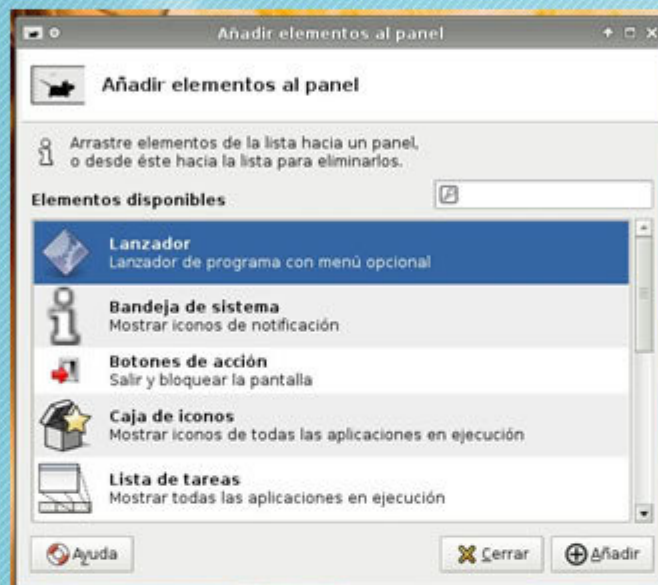 Añadir elementos al panel
Añadir elementos al panel
Arrastre elementos de la lista hacia un panel,
o desde éste hacia la lista para eliminarlos.
Elementos disponibles
Lanzador
Lanzador de programa con menú opcional
Bandeja de sistema
Mostrar iconos de notificación
Botones de acción
Salir y bloquear la pantalla
Caja de iconos
Mostrar iconos de todas las aplicaciones en ejecución
Lista de tareas
Mostrar todas las aplicaciones en ejecución
Ayuda
Cerrar
Añadir